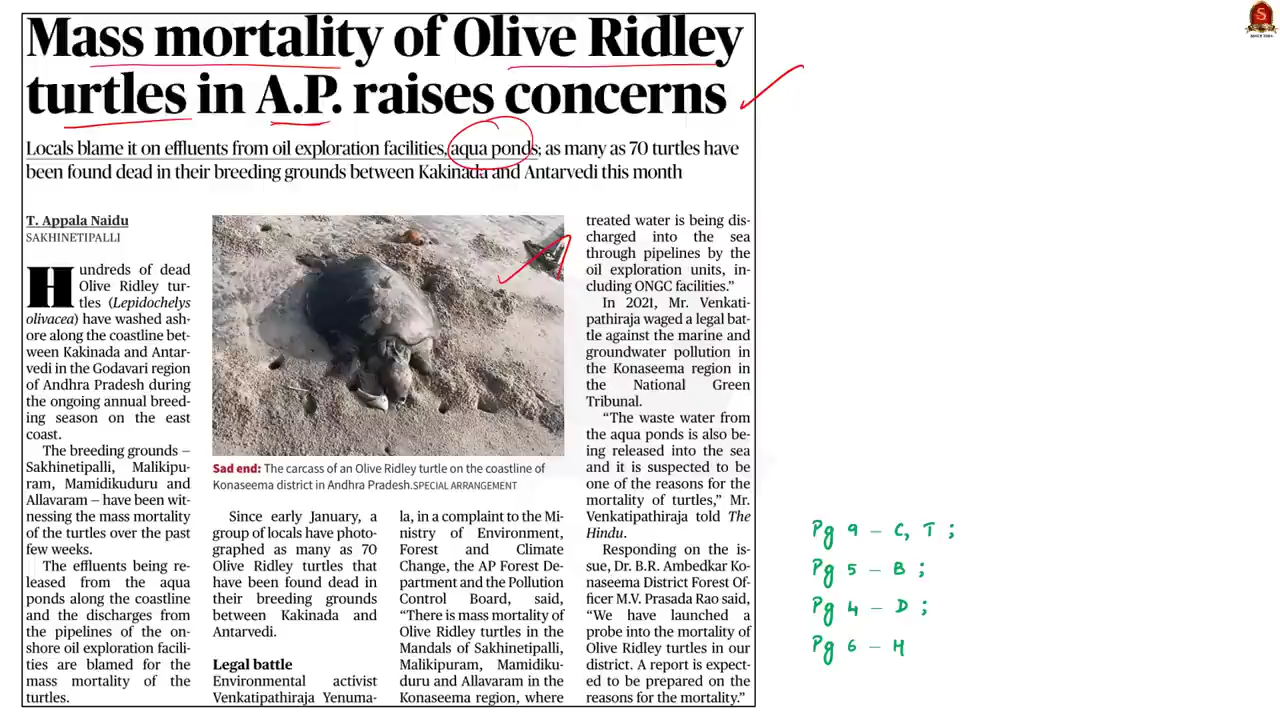 Mass mortality of Olive Ridley
turtles in A.P. raises concerns
Locals blame it on effluents from oil exploration facilities, aqua ponds; as many as 70 turtles have
been found dead in their breeding grounds between Kakinada and Antarvedi this month
T. Appala Naidu
SAKHINETIPALLI
Hundreds of dead
Olive Ridley tur-
tles (Lepidochelys
olivacea) have washed ash-
ore along the coastline bet-
ween Kakinada and Antar-
vedi in the Godavari region
of Andhra Pradesh during
the ongoing annual breed-
ing season on the east
coast.
The breeding grounds –
Sakhinetipalli, Malikipu-
ram, Mamidikuduru and
Allavaram – have been wit-
nessing the mass mortality
of the turtles over the past
few weeks.
The effluents being re-
leased from the aqua
ponds along the coastline
and the discharges from
the pipelines of the on-
shore oil exploration facili-
ties are blamed for the
mass mortality of the
turtles.
Sad end: The carcass of an Olive Ridley turtle on the coastline of
Konaseema district in Andhra Pradesh.SPECIAL ARRANGEMENT
Since early January, a
group of locals have photo-
graphed as many as 70
Olive Ridley turtles that
have been found dead in
their breeding grounds
between Kakinada and
Antarvedi.
Legal battle
Environmental activist
Venkatipathiraja Yenuma-
la, in a complaint to the Mi-
nistry of Environment,
Forest and Climate
Change, the AP Forest De-
partment and the Pollution
Control Board, said,
“There is mass mortality of
Olive Ridley turtles in the
Mandals of Sakhinetipalli,
Malikipuram, Mamidiku-
duru and Allavaram in the
Konaseema region, where
treated water is being dis-
charged into the sea
through pipelines by the
oil exploration units, in-
cluding ONGC facilities.”
In 2021, Mr. Venkati-
pathiraja waged a legal bat-
tle against the marine and
groundwater pollution in
the Konaseema region in
the National Green
Tribunal.
“The waste water from
the aqua ponds is also be-
ing released into the sea
and it is suspected to be
one of the reasons for the
mortality of turtles,” Mr.
Venkatipathiraja told The
Hindu.
Responding on the is-
sue, Dr. B.R. Ambedkar Ko-
naseema District Forest Of-
ficer M.V. Prasada Rao said,
“We have launched a
probe into the mortality of
Olive Ridley turtles in our
district. A report is expect-
ed to be prepared on the
reasons for the mortality.”
Pg 9 – C, T ;
Pg 5 – B ;
Pg 4 – D ;
Pg 6 – H
S
SINCE 2004